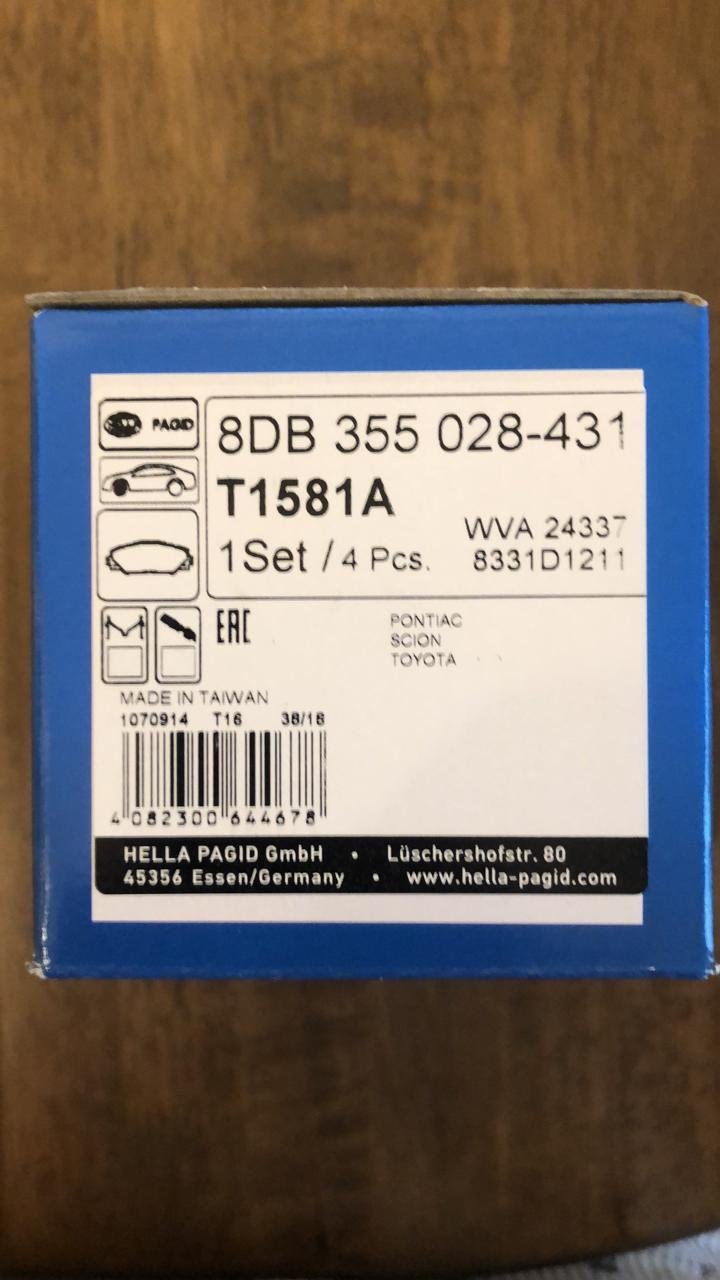 PAGID
8DB 355 028-431
T1581A
WVA 24337
1Set / 4 Pcs.
8331D1211
EAC
PONTIAC
SCION
TOYOTA
MADE IN TAIWAN
1070914 T16 38/18
4 082300 644678
HELLA PAGID GmbH • Lüschershofstr. 80
45356 Essen/Germany • www.hella-pagid.com